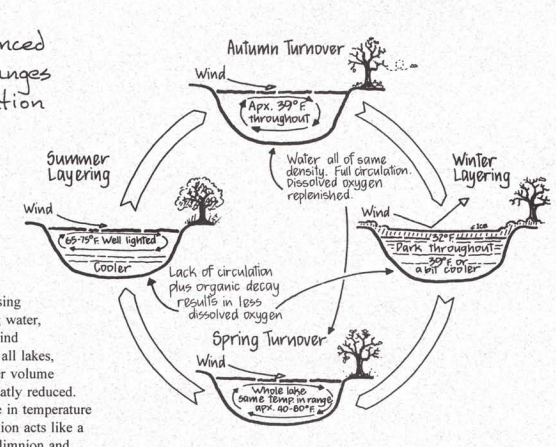 nced
anges
tion
Autumn Turnover
Wind
Apx. 39°F.
throughout
Water all of same
density. Full circulation.
Dissolved oxygen
replenished.
Summer
Layering
Wind
65-75°F. Well lighted
Cooler
Winter
Layering
Wind
ICE
32°F.
Dark throughout
39°F. or
a bit cooler
Lack of circulation
plus organic decay
results in less
dissolved oxygen
Spring Turnover
Wind
Whole lake
same temp. in range
apx. 40-60°F.
sing
water,
ind
all lakes,
er volume
atly reduced.
e in temperature
ion acts like a
limnion and